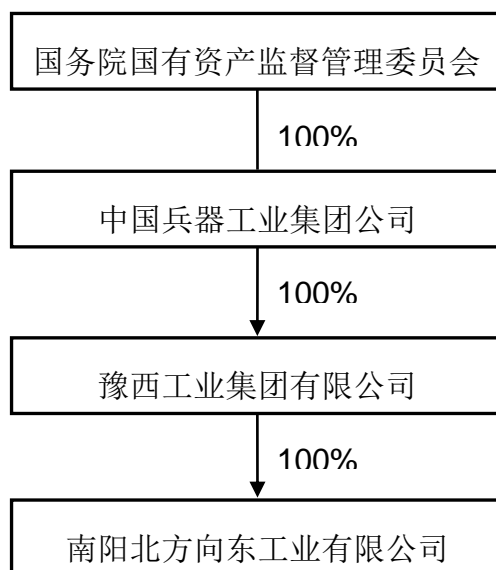 国务院国有资产监督管理委员会
100%
中国兵器工业集团公司
100%
豫西工业集团有限公司
100%
南阳北方向东工业有限公司